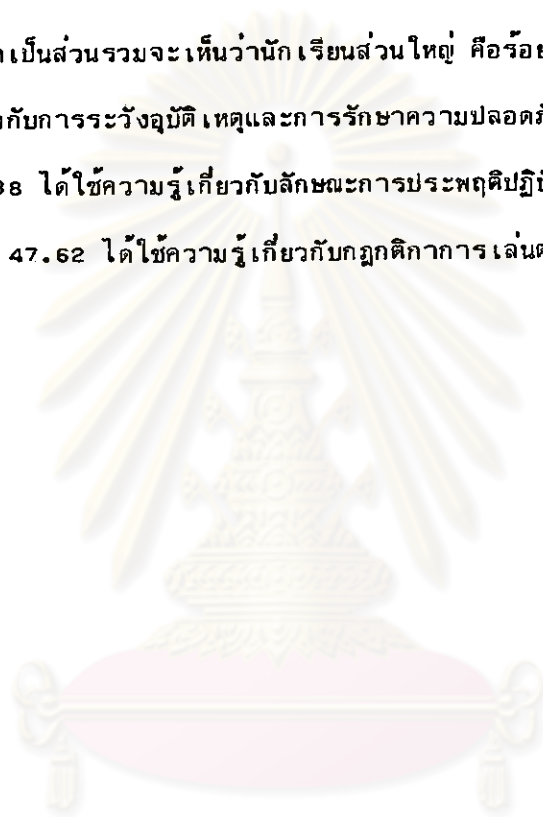 เป็นส่วนรวมจะเห็นว่านักเรียนส่วนใหญ่ คือร้อย
กับการระวังอุบัติเหตุและการรักษาความปลอดภั
38 ได้ใช้ความรู้เกี่ยวกับลักษณะการประพฤติปฏิบั
47.62 ได้ใช้ความรู้เกี่ยวกับกฎกติกาการเล่น